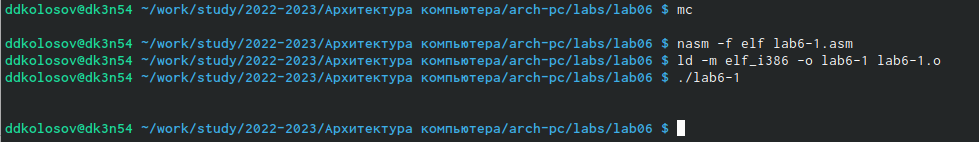 ddkolosov@dk3n54 ~/work/study/2022-2023/Архитектура компьютера/arch-pc/labs/lab06 $ mc
ddkolosov@dk3n54 ~/work/study/2022-2023/Архитектура компьютера/arch-pc/labs/lab06 $ nasm -f elf lab6-1.asm
ddkolosov@dk3n54 ~/work/study/2022-2023/Архитектура компьютера/arch-pc/labs/lab06 $ ld -m elf_i386 -o lab6-1 lab6-1.o
ddkolosov@dk3n54 ~/work/study/2022-2023/Архитектура компьютера/arch-pc/labs/lab06 $ ./lab6-1
ddkolosov@dk3n54 ~/work/study/2022-2023/Архитектура компьютера/arch-pc/labs/lab06 $